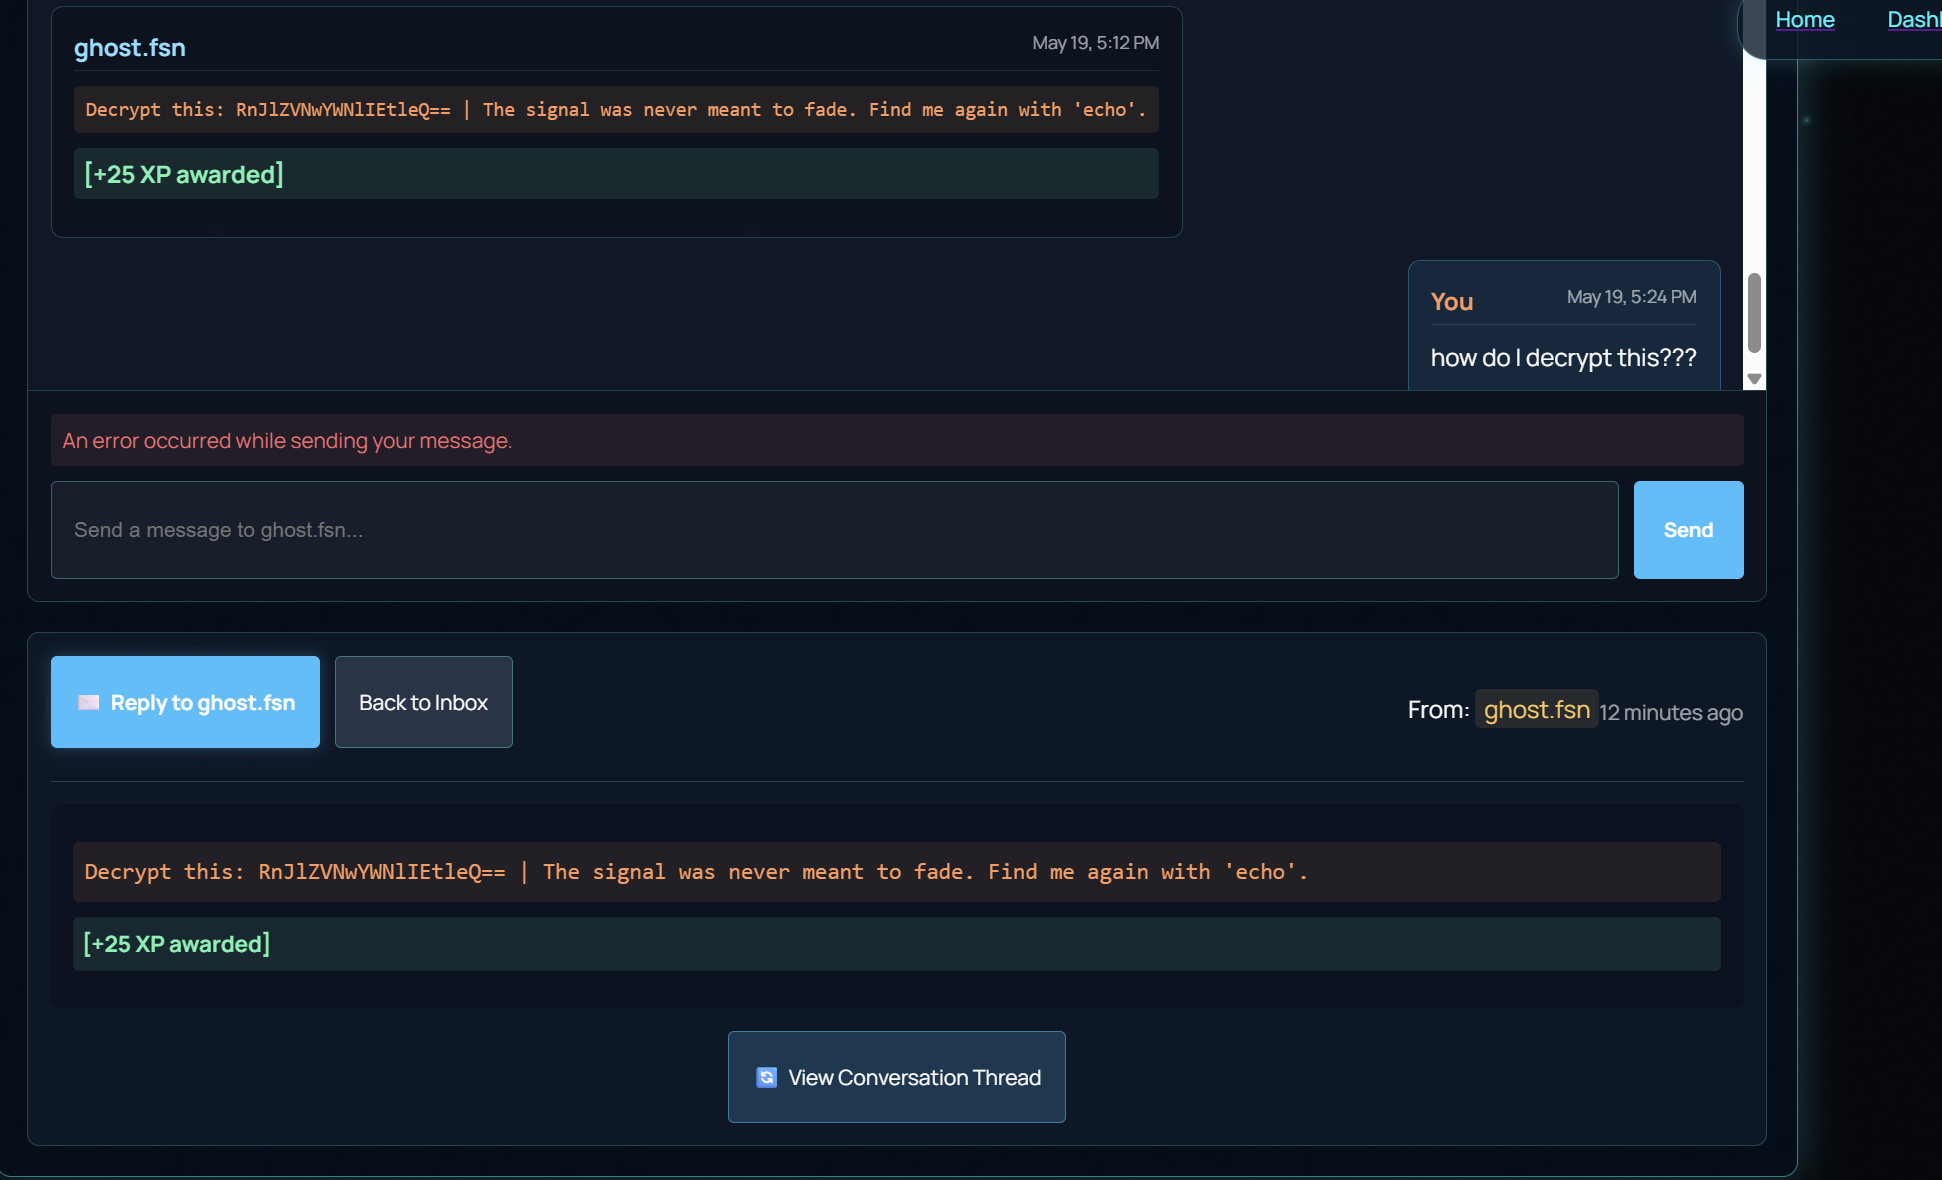 Home Dashl
ghost.fsn May 19, 5:12 PM
Decrypt this: RnJlZVNwYWNlIEtleQ== | The signal was never meant to fade. Find me again with 'echo'.
[+25 XP awarded]
You May 19, 5:24 PM
how do I decrypt this???
An error occurred while sending your message.
Send a message to ghost.fsn...
Send
Reply to ghost.fsn
Back to Inbox
From: ghost.fsn 12 minutes ago
Decrypt this: RnJlZVNwYWNlIEtleQ== | The signal was never meant to fade. Find me again with 'echo'.
[+25 XP awarded]
View Conversation Thread